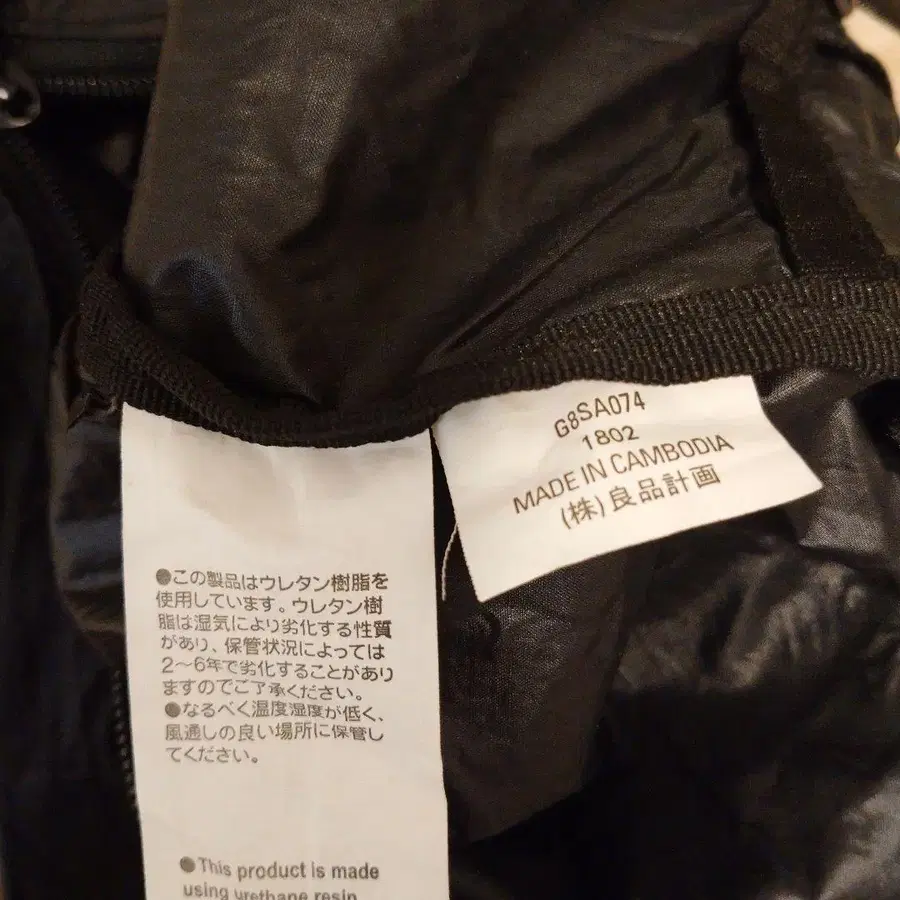 G8SA074
1802
MADE IN CAMBODIA
(株)良品計画
●この製品はウレタン樹脂を
使用しています。ウレタン樹
脂は湿気により劣化する性質
があり、保管状況によっては
2〜6年で劣化することがあり
ますのでご了承ください。
●なるべく温度湿度が低く、
風通しの良い場所に保管し
てください。
●This product is made
using urethane resin